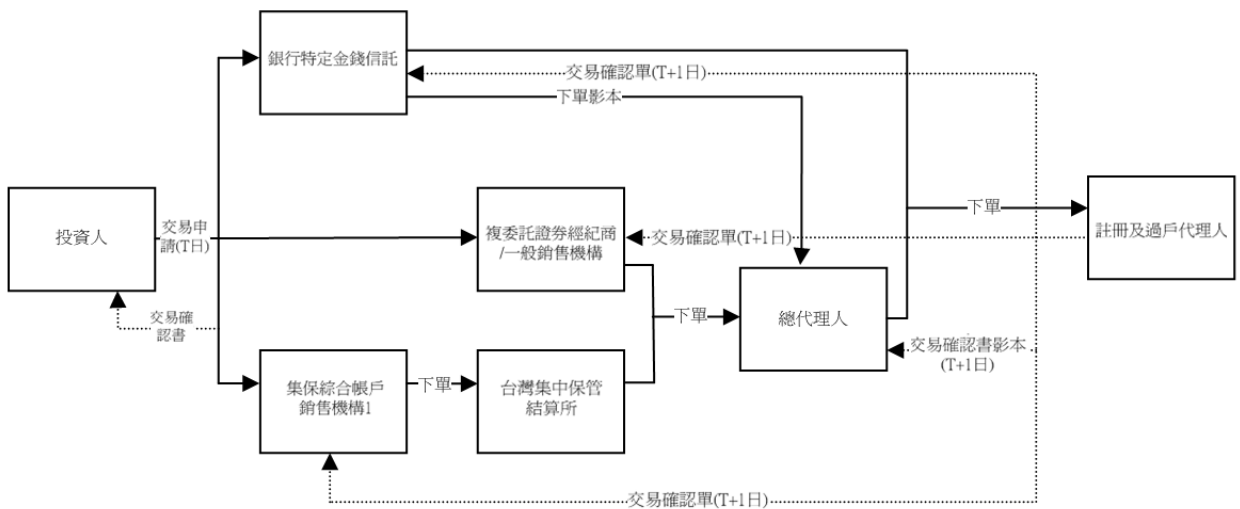 銀行特定金錢信託
交易確認單(T+1日)
下單影本
投資人
交易申
請(T日)
複委託證券經紀商
/一般銷售機構
交易確認單(T+1日)
下單
註冊及過戶代理人
交易確
認書
下單
總代理人
交易確認書影本
(T+1日)
集保綜合帳戶
銷售機構1
下單
台灣集中保管
結算所
交易確認單(T+1日)